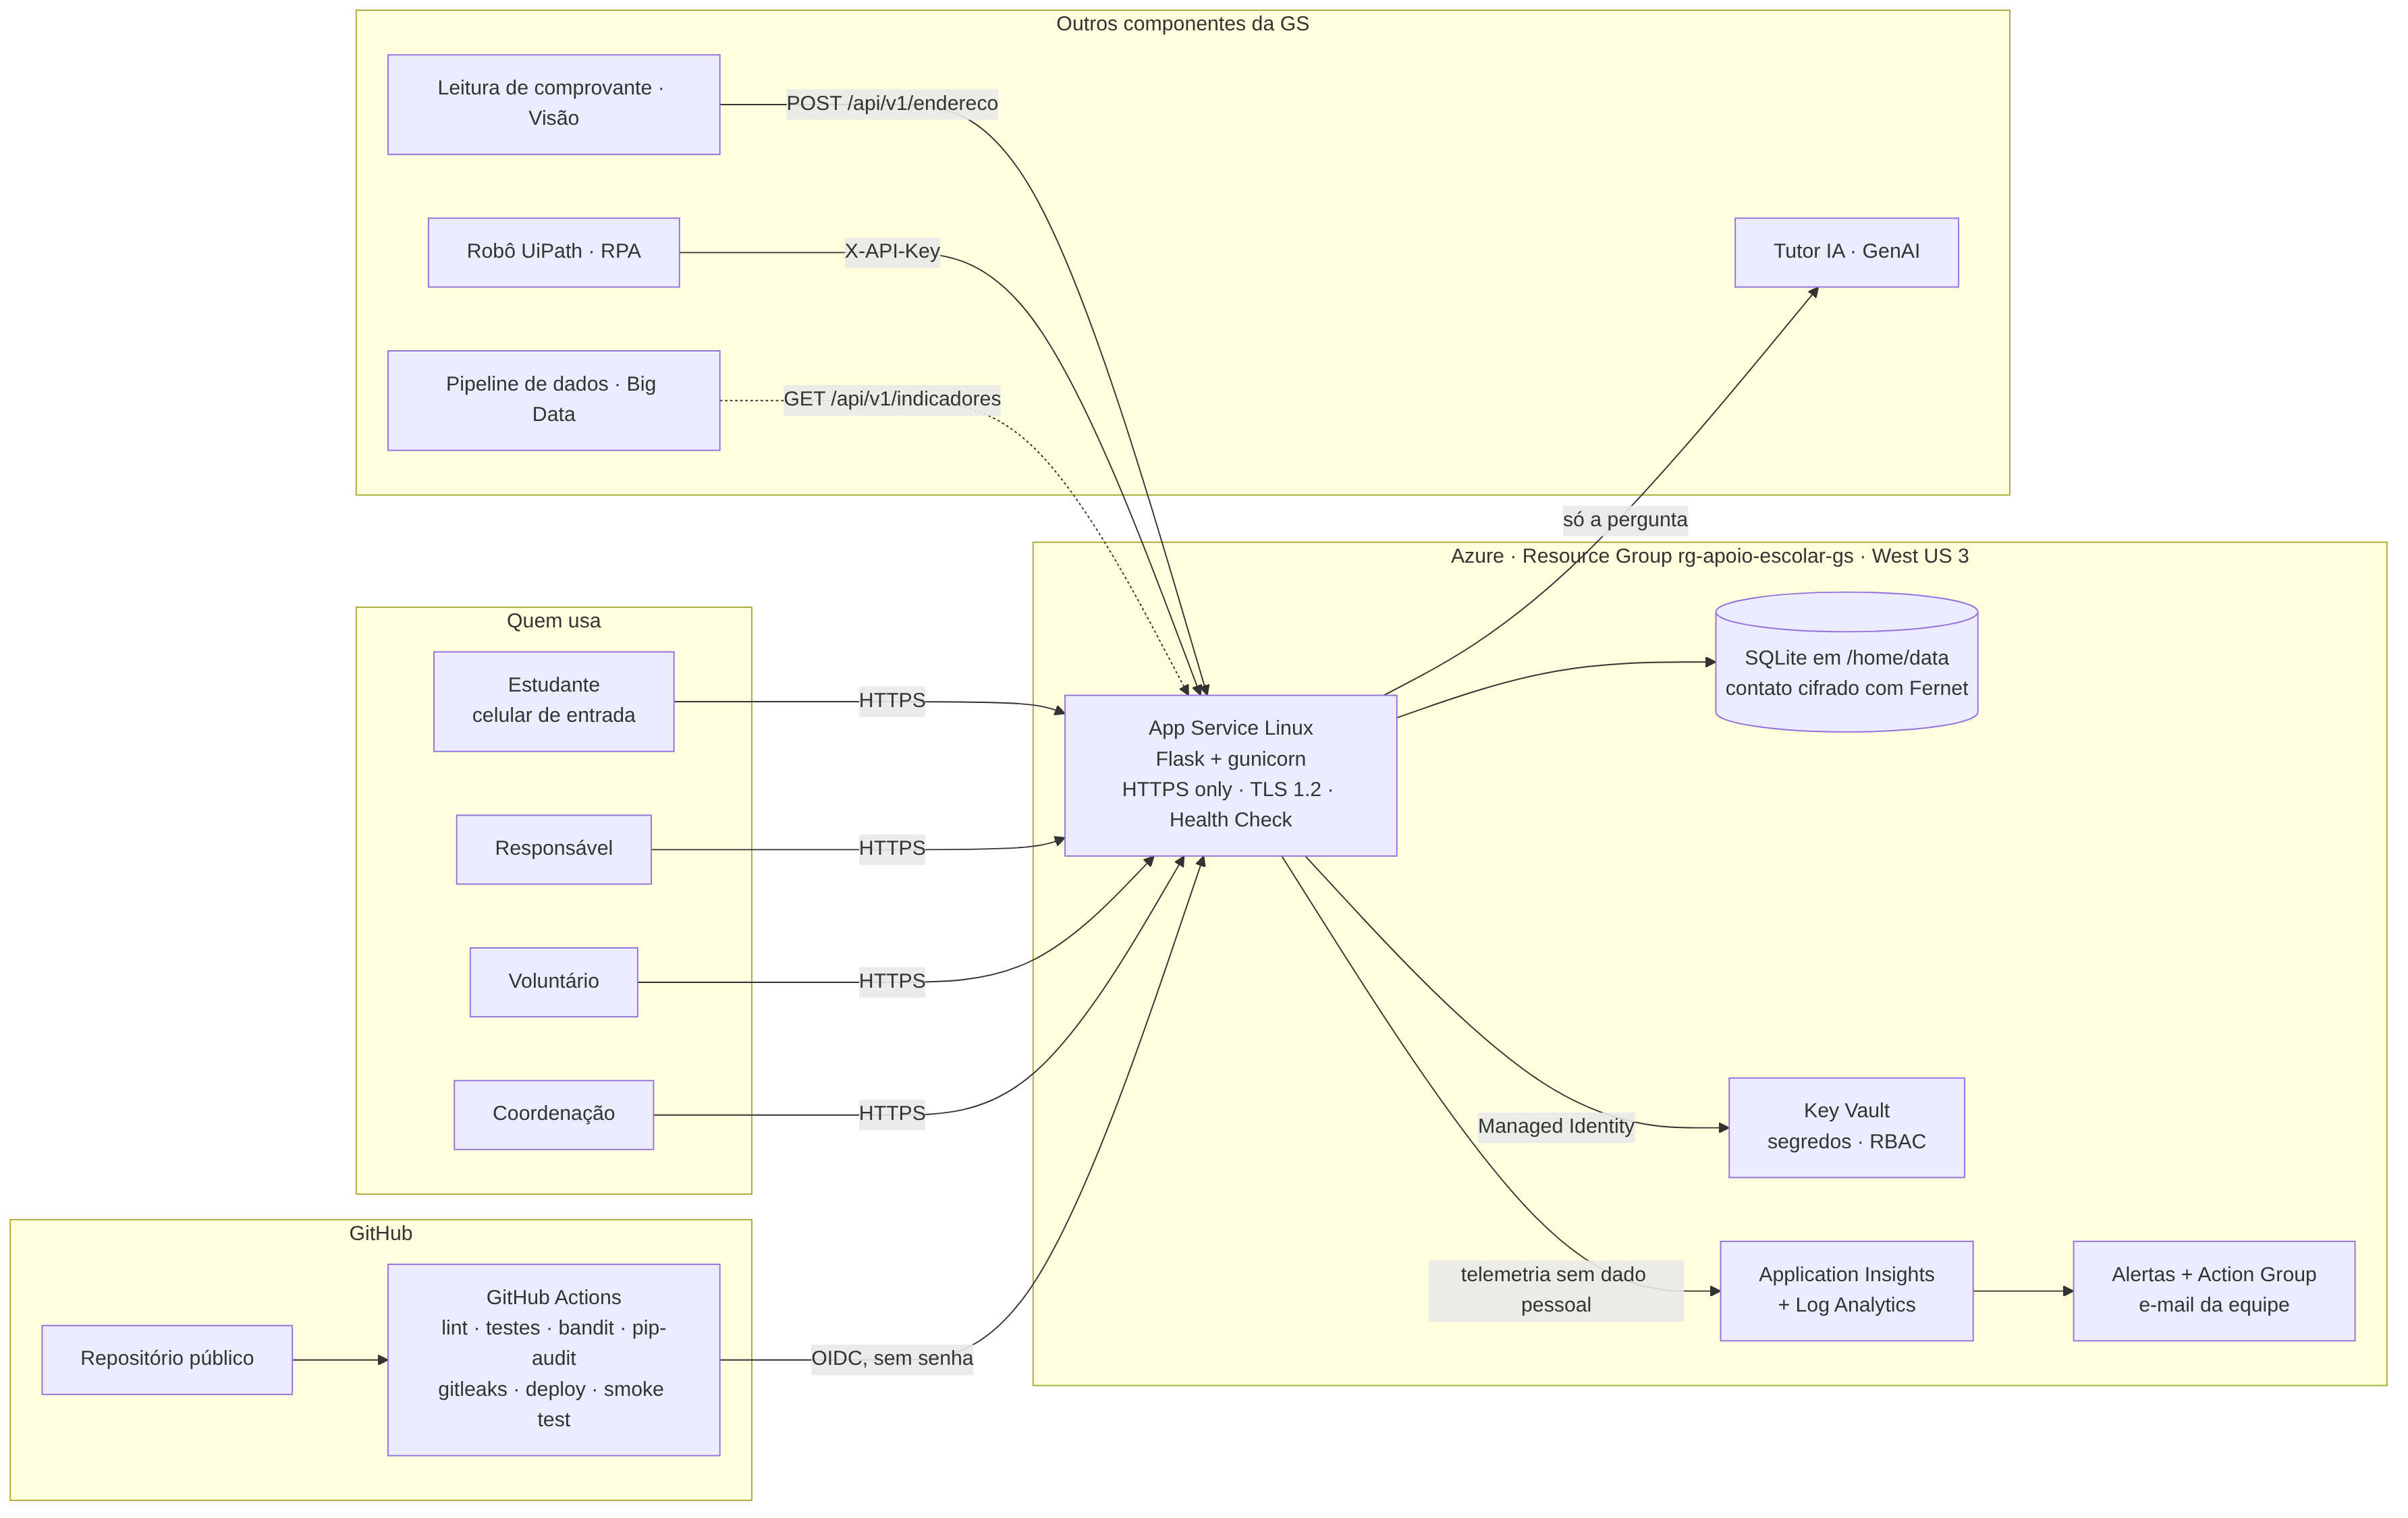 Outros componentes da GS
Leitura de comprovante ·
Visão
POST /api/v1/endereco
Robô UiPath · RPA
X-API-Key
Tutor IA · GenAI
Pipeline de dados · Big
Data
GET /api/v1/indicadores
só a pergunta
Azure · Resource Group rg-apoio-escolar-gs · West US 3
Quem usa
Estudante
celular de entrada
HTTPS
Responsável
HTTPS
Voluntário
HTTPS
Coordenação
HTTPS
App Service Linux
Flask + gunicorn
HTTPS only · TLS 1.2 ·
Health Check
SQLite em /home/data
contato cifrado com Fernet
Managed Identity
Key Vault
segredos · RBAC
telemetria sem dado
pessoal
Application Insights
+ Log Analytics
Alertas + Action Group
e-mail da equipe
GitHub
Repositório público
GitHub Actions
lint · testes · bandit · pip-
audit
gitleaks · deploy · smoke
test
OIDC, sem senha